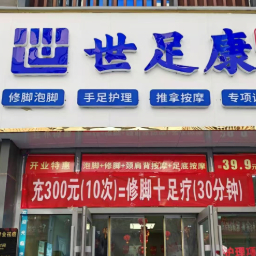 世足康
修脚泡脚 手足护理 推拿按摩 专项
开业特惠 泡脚+修脚+颈肩背按摩+足底按摩 39.9
充300元(10次)=修脚十足疗(30分钟)